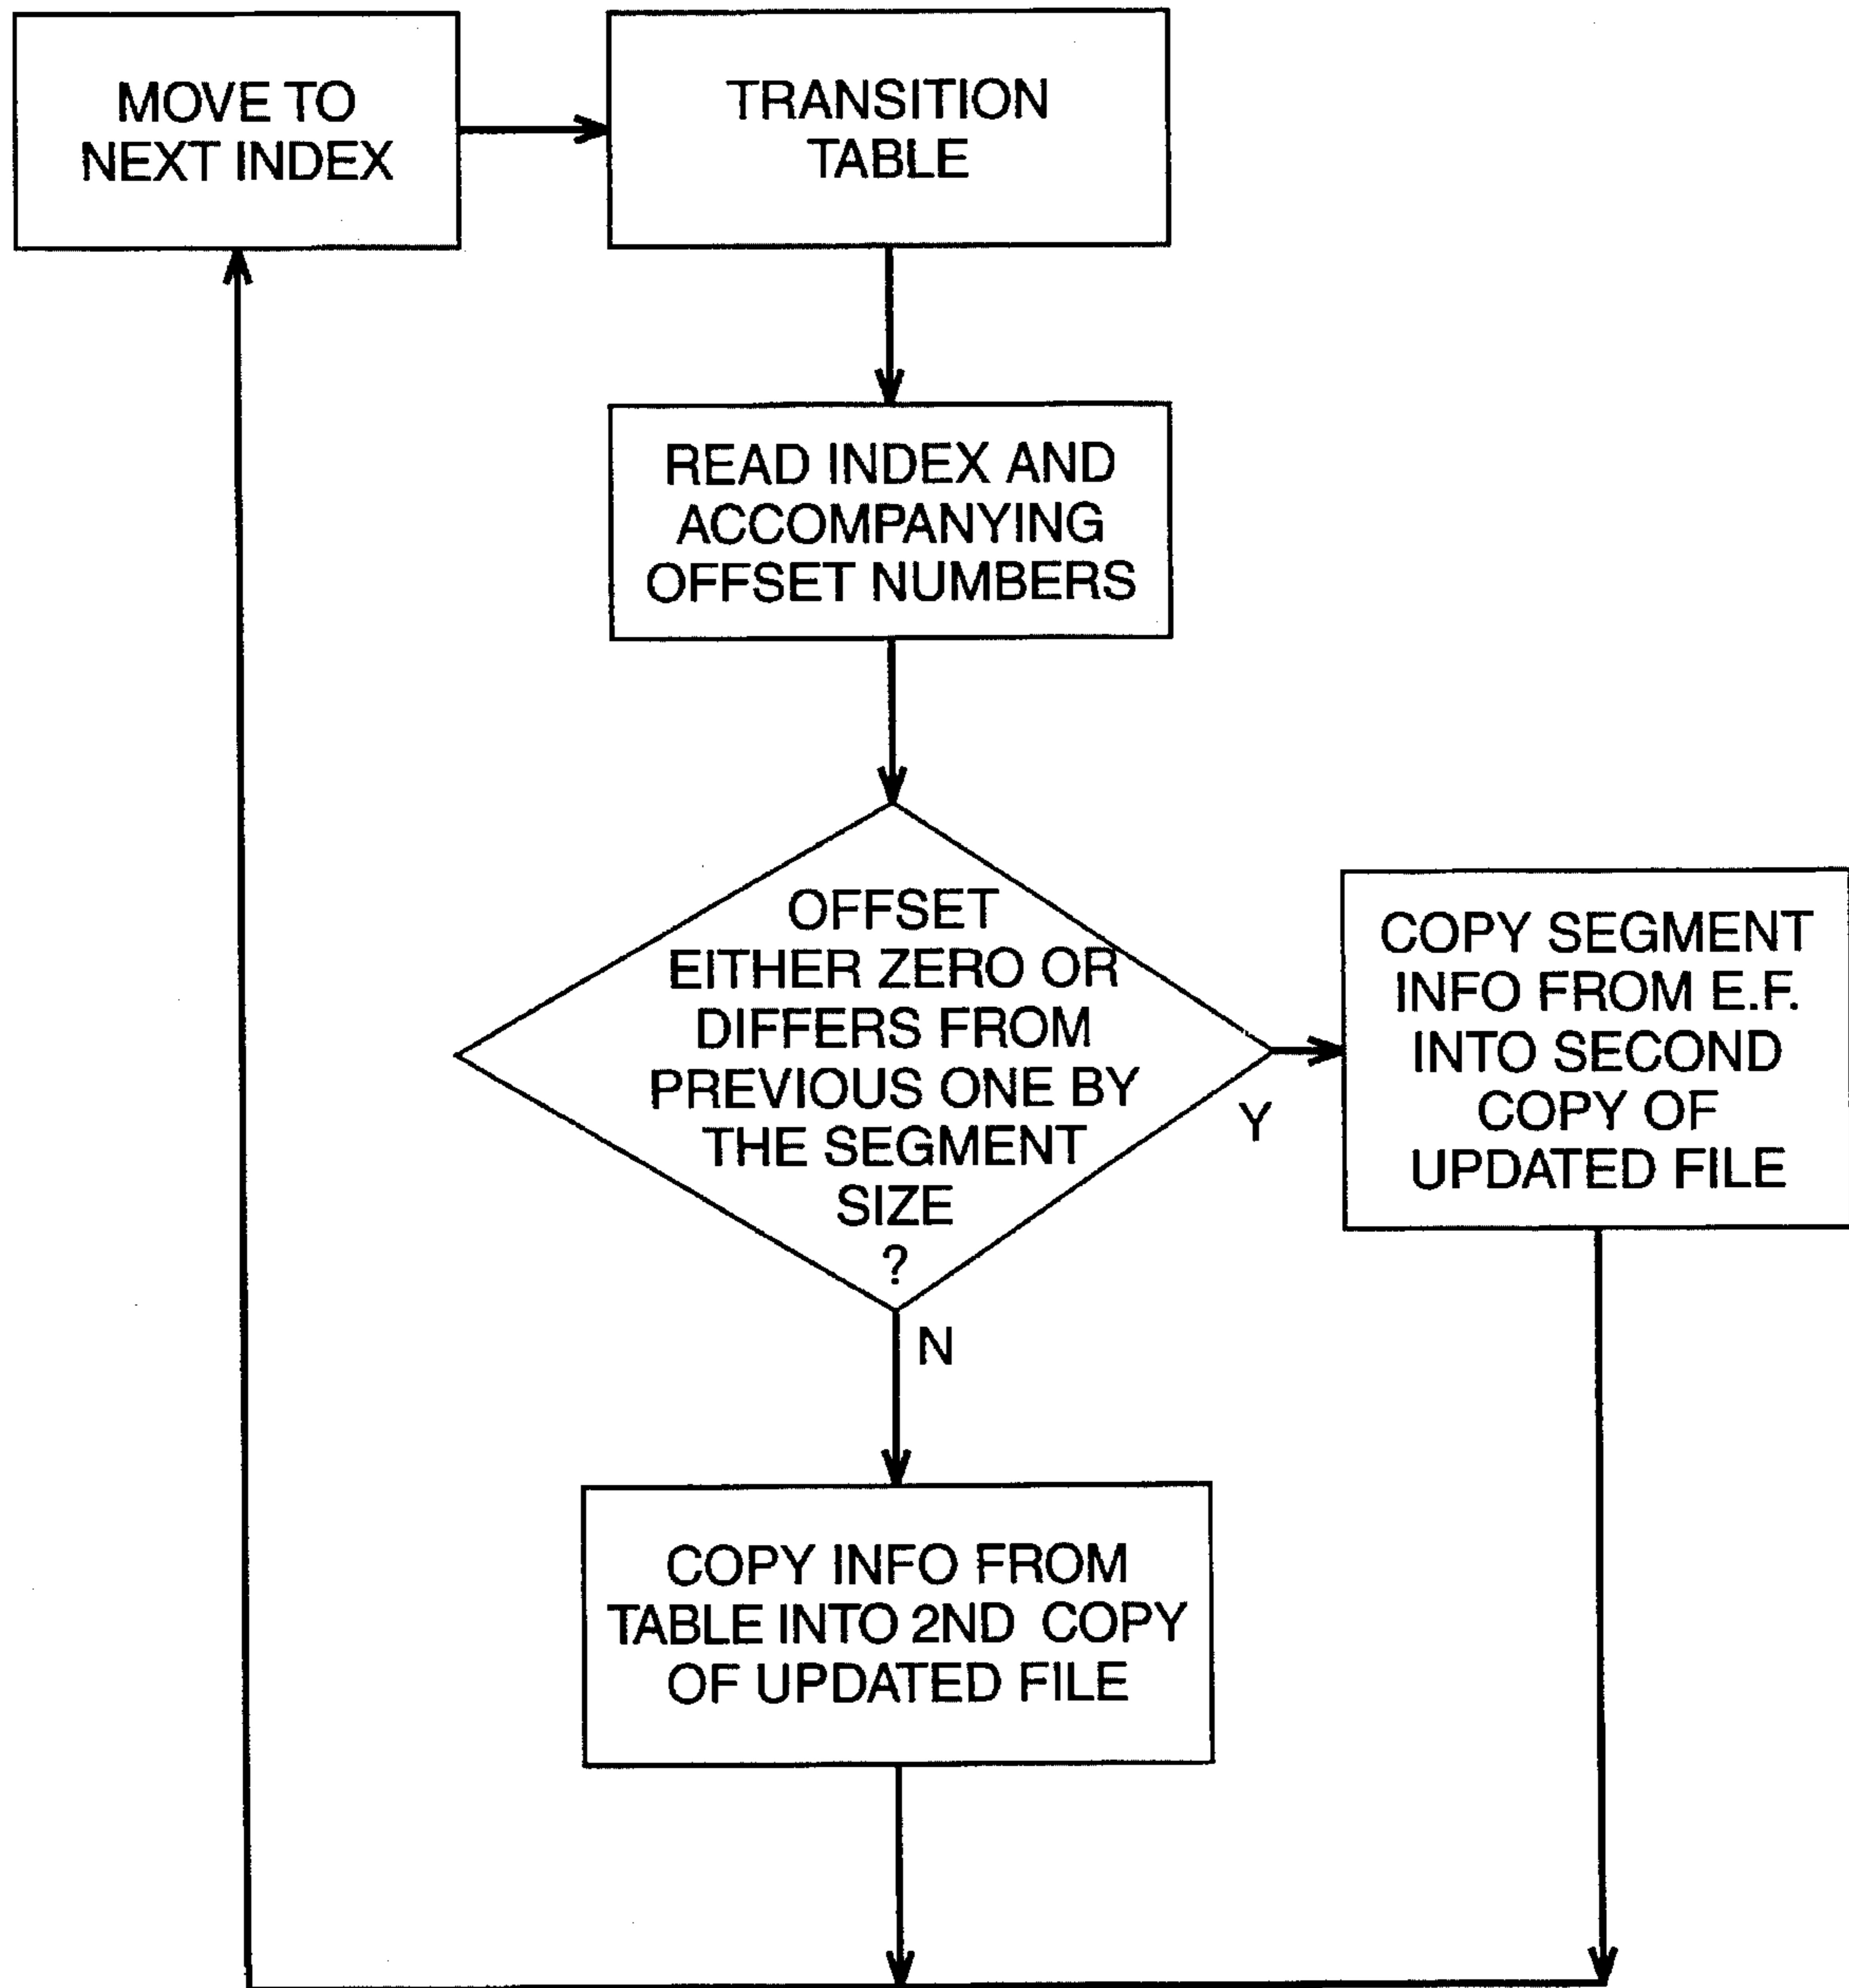 MOVE TO
NEXT INDEX
TRANSITION
TABLE
READ INDEX AND
ACCOMPANYING
OFFSET NUMBERS
OFFSET
EITHER ZERO OR
DIFFERS FROM
PREVIOUS ONE BY
THE SEGMENT
SIZE
?
Y
COPY SEGMENT
INFO FROM E.F.
INTO SECOND
COPY OF
UPDATED FILE
N
COPY INFO FROM
TABLE INTO 2ND COPY
OF UPDATED FILE